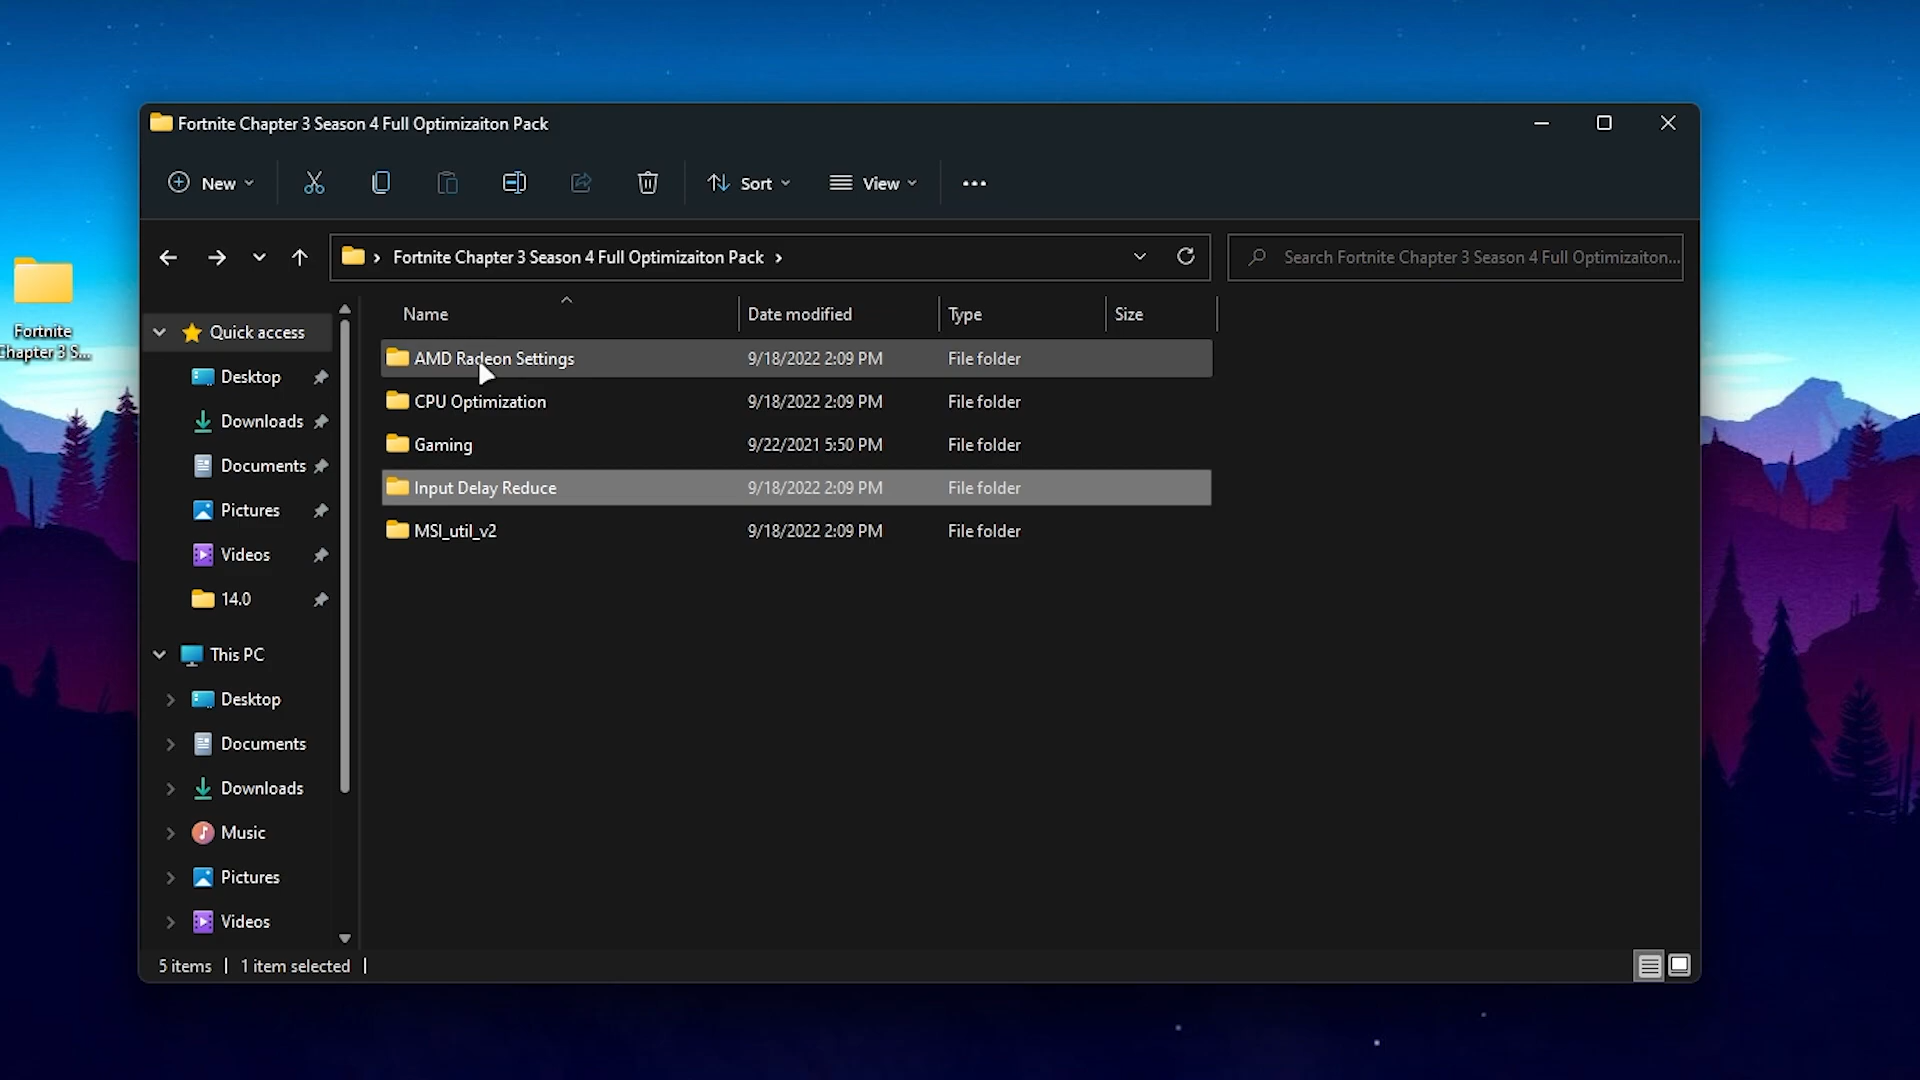 Fortnite Chapter 3 Season 4 Full Optimizaiton Pack
New
Sort
View
Fortnite Chapter 3 Season 4 Full Optimizaiton Pack
Search Fortnite Chapter 3 Season 4 Full Optimizaiton...
Fortnite
Chapter 3 S...
Name Date modified Type Size
AMD Radeon Settings 9/18/2022 2:09 PM File folder
CPU Optimization 9/18/2022 2:09 PM File folder
Gaming 9/22/2021 5:50 PM File folder
Input Delay Reduce 9/18/2022 2:09 PM File folder
MSI_util_v2 9/18/2022 2:09 PM File folder
Quick access
Desktop
Downloads
Documents
Pictures
Videos
14.0
This PC
Desktop
Documents
Downloads
Music
Pictures
Videos
5 items | 1 item selected |